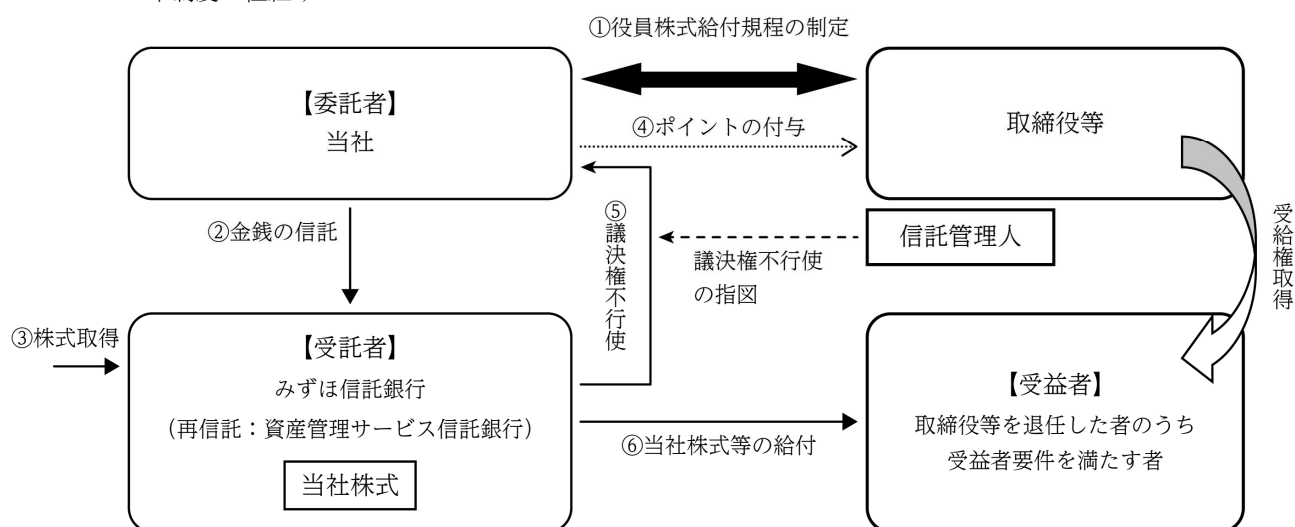 ①役員株式給付規程の制定
【委託者】
当社
④ポイントの付与
取締役等
②金銭の信託
⑤議決権不行使
信託管理人
議決権不行使
の指図
受給権取得
③株式取得
【受託者】
みずほ信託銀行
(再信託:資産管理サービス信託銀行)
当社株式
⑥当社株式等の給付
【受益者】
取締役等を退任した者のうち
受益者要件を満たす者